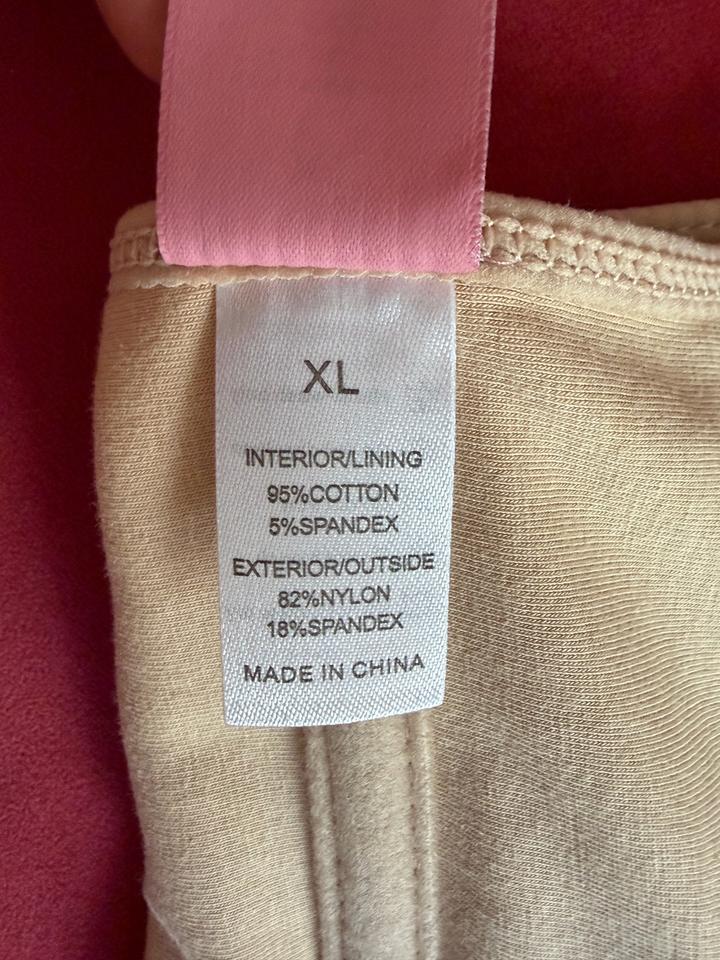 XL
INTERIOR/LINING
95%COTTON
5%SPANDEX
EXTERIOR/OUTSIDE
82%NYLON
18%SPANDEX
MADE IN CHINA